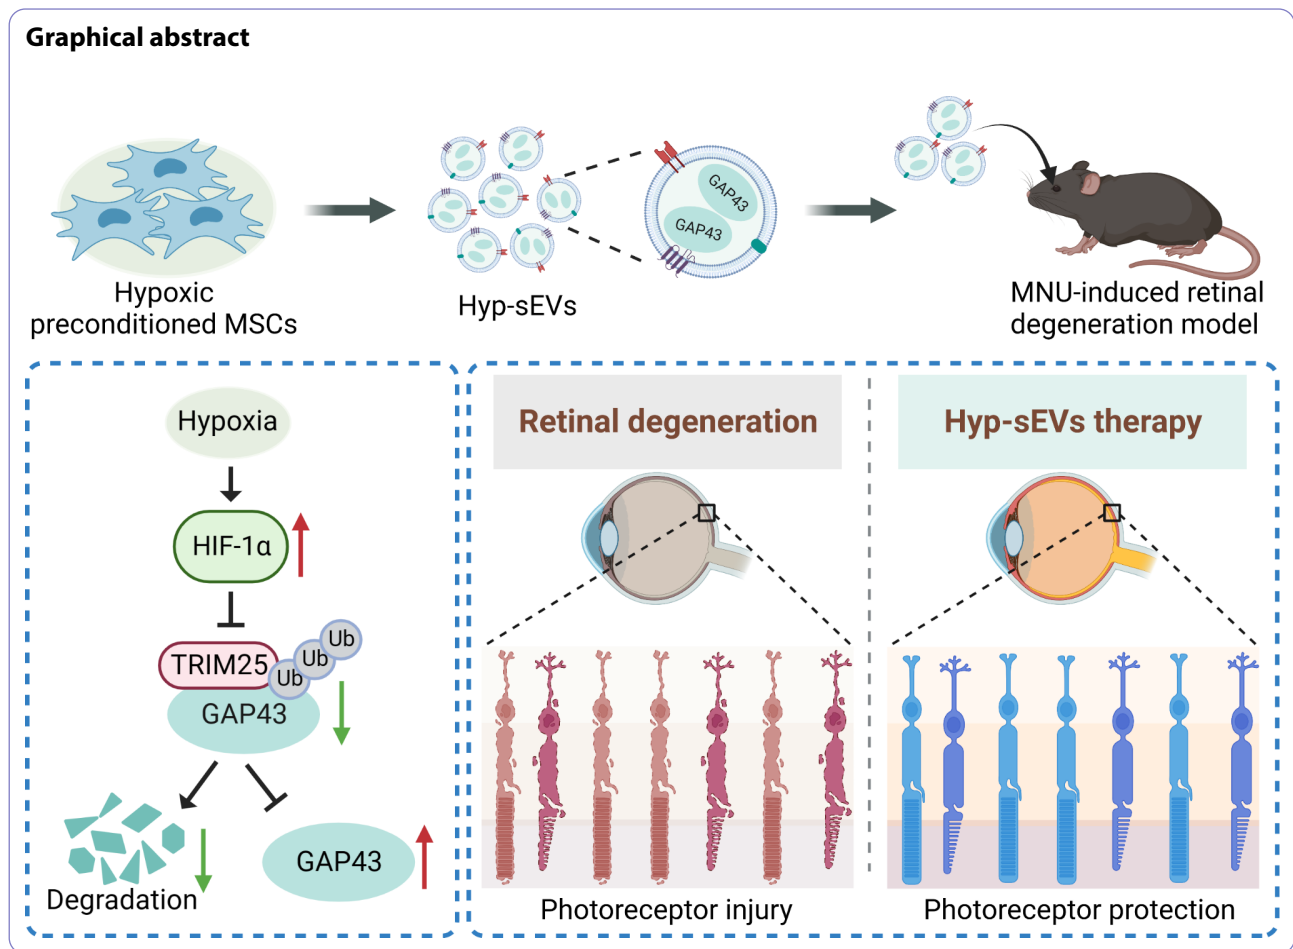 Graphical abstract
GAP43
GAP43
Hypoxic
preconditioned MSCs
Hyp-sEVs
MNU-induced retinal
degeneration model
Hypoxia
HIF-1α
TRIM25
Ub
Ub
Ub
GAP43
Degradation
GAP43
Retinal degeneration
Photoreceptor injury
Hyp-sEVs therapy
Photoreceptor protection